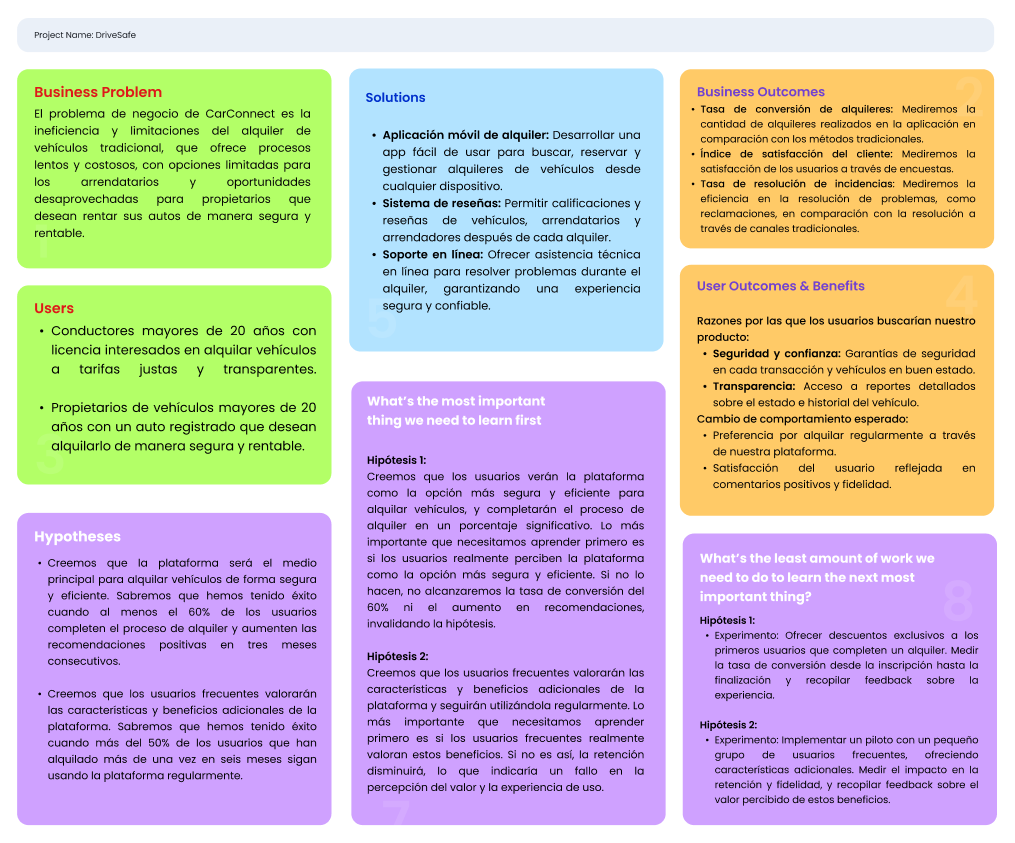 Project Name: DriveSafe
Business Problem
El problema de negocio de CarConnect es la
ineficiencia y limitaciones del alquiler de
vehículos tradicional, que ofrece procesos
lentos y costosos, con opciones limitadas para
los arrendatarios y oportunidades
desaprovechadas para propietarios que
desean rentar sus autos de manera segura y
rentable.
1
Users
• Conductores mayores de 20 años con
licencia interesados en alquilar vehículos
a tarifas justas y transparentes.
• Propietarios de vehículos mayores de 20
años con un auto registrado que desean
alquilarlo de manera segura y rentable.
3
Hypotheses
• Creemos que la plataforma será el medio
principal para alquilar vehículos de forma segura
y eficiente. Sabremos que hemos tenido éxito
cuando al menos el 60% de los usuarios
completen el proceso de alquiler y aumenten las
recomendaciones positivas en tres meses
consecutivos.
• Creemos que los usuarios frecuentes valorarán
las características y beneficios adicionales de la
plataforma. Sabremos que hemos tenido éxito
cuando más del 50% de los usuarios que han
alquilado más de una vez en seis meses sigan
usando la plataforma regularmente.
Solutions
• Aplicación móvil de alquiler: Desarrollar una
app fácil de usar para buscar, reservar y
gestionar alquileres de vehículos desde
cualquier dispositivo.
• Sistema de reseñas: Permitir calificaciones y
reseñas de vehículos, arrendatarios y
arrendadores después de cada alquiler.
• Soporte en línea: Ofrecer asistencia técnica
en línea para resolver problemas durante el
alquiler, garantizando una experiencia
segura y confiable.
5
What's the most important
thing we need to learn first
Hipótesis 1:
Creemos que los usuarios verán la plataforma
como la opción más segura y eficiente para
alquilar vehículos, y completarán el proceso de
alquiler en un porcentaje significativo. Lo más
importante que necesitamos aprender primero es
si los usuarios realmente perciben la plataforma
como la opción más segura y eficiente. Si no lo
hacen, no alcanzaremos la tasa de conversión del
60% ni el aumento en recomendaciones,
invalidando la hipótesis.
Hipótesis 2:
Creemos que los usuarios frecuentes valorarán las
características y beneficios adicionales de la
plataforma y seguirán utilizándola regularmente. Lo
más importante que necesitamos aprender
primero es si los usuarios frecuentes realmente
valoran estos beneficios. Si no es así, la retención
disminuirá, lo que indicaría un fallo en la
percepción del valor y la experiencia de uso.
7
Business Outcomes
2
• Tasa de conversión de alquileres: Mediremos la
cantidad de alquileres realizados en la aplicación en
comparación con los métodos tradicionales.
• Índice de satisfacción del cliente: Mediremos la
satisfacción de los usuarios a través de encuestas.
• Tasa de resolución de incidencias: Mediremos la
eficiencia en la resolución de problemas, como
reclamaciones, en comparación con la resolución a
través de canales tradicionales.
User Outcomes & Benefits
4
Razones por las que los usuarios buscarían nuestro
producto:
• Seguridad y confianza: Garantías de seguridad
en cada transacción y vehículos en buen estado.
• Transparencia: Acceso a reportes detallados
sobre el estado e historial del vehículo.
Cambio de comportamiento esperado:
• Preferencia por alquilar regularmente a través
de nuestra plataforma.
• Satisfacción del usuario reflejada en
comentarios positivos y fidelidad.
What's the least amount of work we
need to do to learn the next most
important thing?
8
Hipótesis 1:
• Experimento: Ofrecer descuentos exclusivos a los
primeros usuarios que completen un alquiler. Medir
la tasa de conversión desde la inscripción hasta la
finalización y recopilar feedback sobre la
experiencia.
Hipótesis 2:
• Experimento: Implementar un piloto con un pequeño
grupo de usuarios frecuentes, ofreciendo
características adicionales. Medir el impacto en la
retención y fidelidad, y recopilar feedback sobre el
valor percibido de estos beneficios.